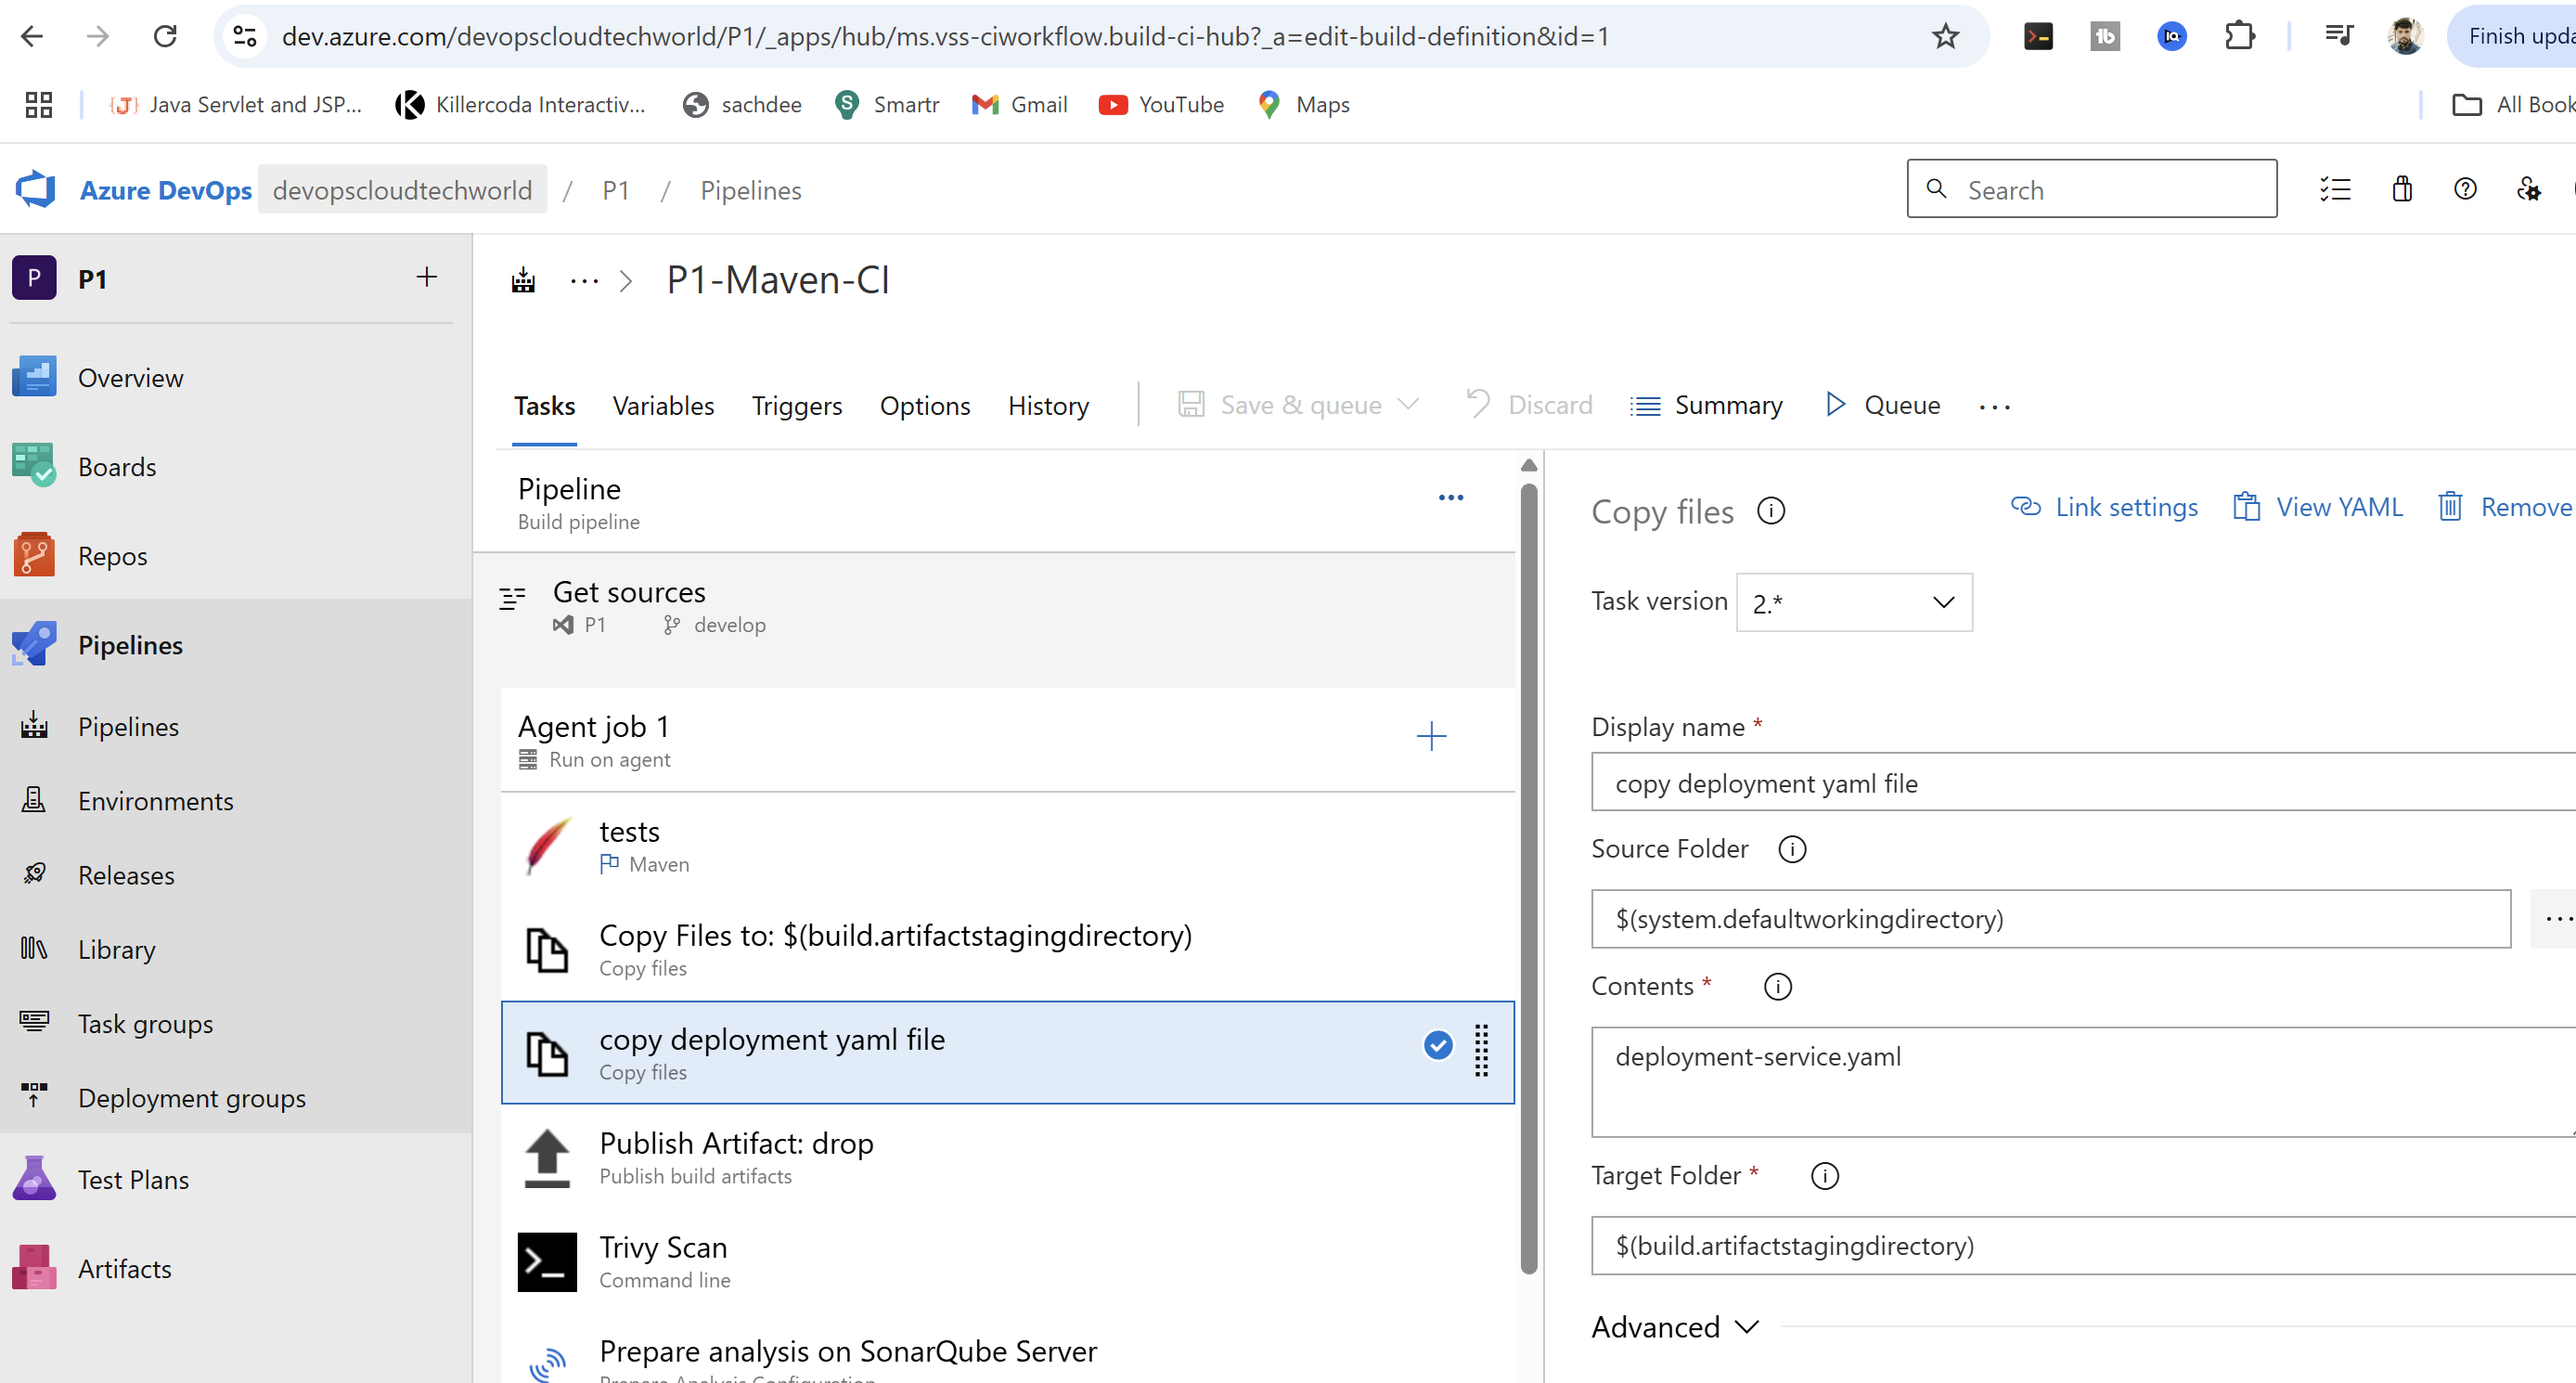 dev.azure.com/devopscloudtechworld/P1/_apps/hub/ms.vss-ciworkflow.build-ci-hub?_a=edit-build-definition&id=1
Finish upda
Java Servlet and JSP...
Killercoda Interactiv...
sachdee
Smartr
Gmail
YouTube
Maps
All Book
Azure DevOps devopscloudtechworld / P1 / Pipelines
Search
P P1
P1-Maven-CI
Overview
Boards
Repos
Pipelines
Pipelines
Environments
Releases
Library
Task groups
Deployment groups
Test Plans
Artifacts
Tasks Variables Triggers Options History Save & queue Discard Summary Queue
Pipeline
Build pipeline
Get sources
P1 develop
Agent job 1
Run on agent
tests
Maven
Copy Files to: $(build.artifactstagingdirectory)
Copy files
copy deployment yaml file
Copy files
Publish Artifact: drop
Publish build artifacts
Trivy Scan
Command line
Prepare analysis on SonarQube Server
Prepare Analysis Configuration
Copy files
Link settings View YAML Remove
Task version 2.*
Display name *
copy deployment yaml file
Source Folder
$(system.defaultworkingdirectory)
Contents *
deployment-service.yaml
Target Folder *
$(build.artifactstagingdirectory)
Advanced